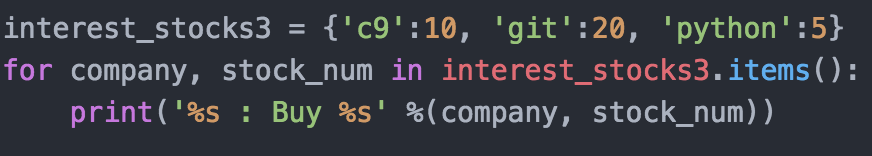 interest_stocks3 = {'c9':10, 'git':20, 'python':5}
for company, stock_num in interest_stocks3.items():
    print('%s : Buy %s' %(company, stock_num))